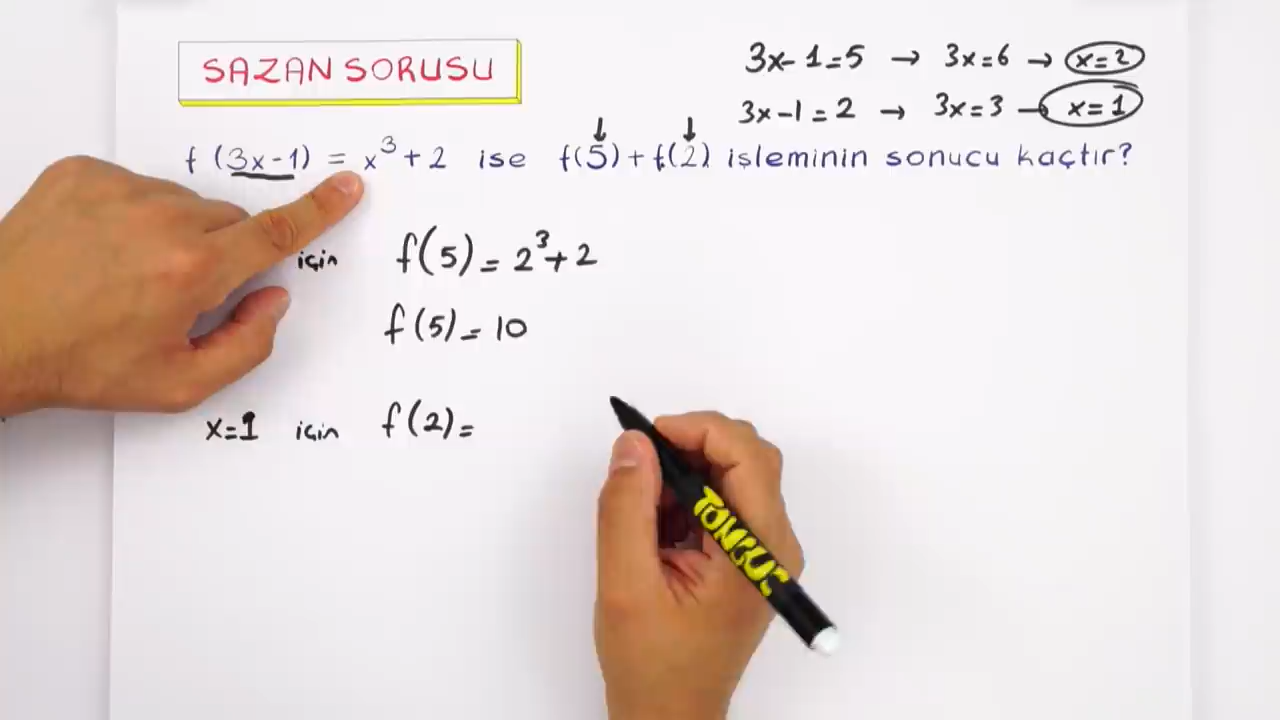 SAZAN SORUSU
3x-1=5 → 3x=6 → x=2
3x-1=2 → 3x=3 → x=1
f(3x-1) = x³+2 ise f(5)+f(2) işleminin sonucu kaçtır?
için f(5)=2³+2
f(5)=10
x=1 için f(2)=
TONGUÇ